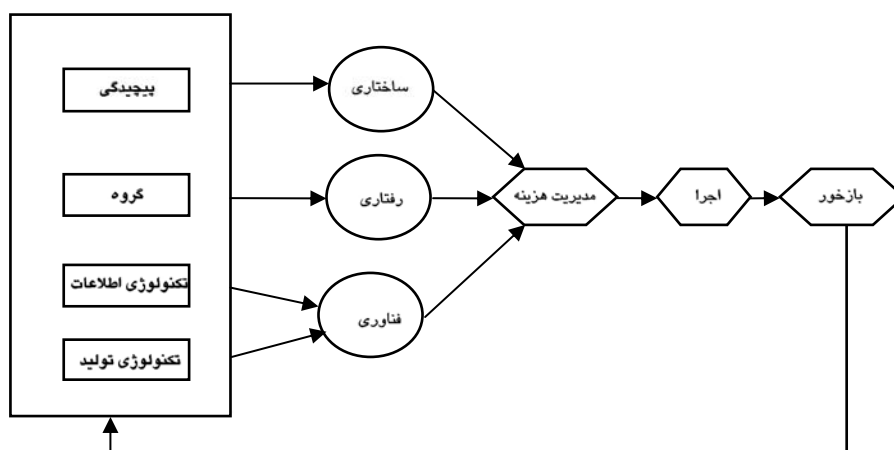 پیچیدگی
ساختاری
گروه
رفتاری
مدیریت هزینه
اجرا
بازخور
تکنولوژی اطلاعات
فناوری
تکنولوژی تولید